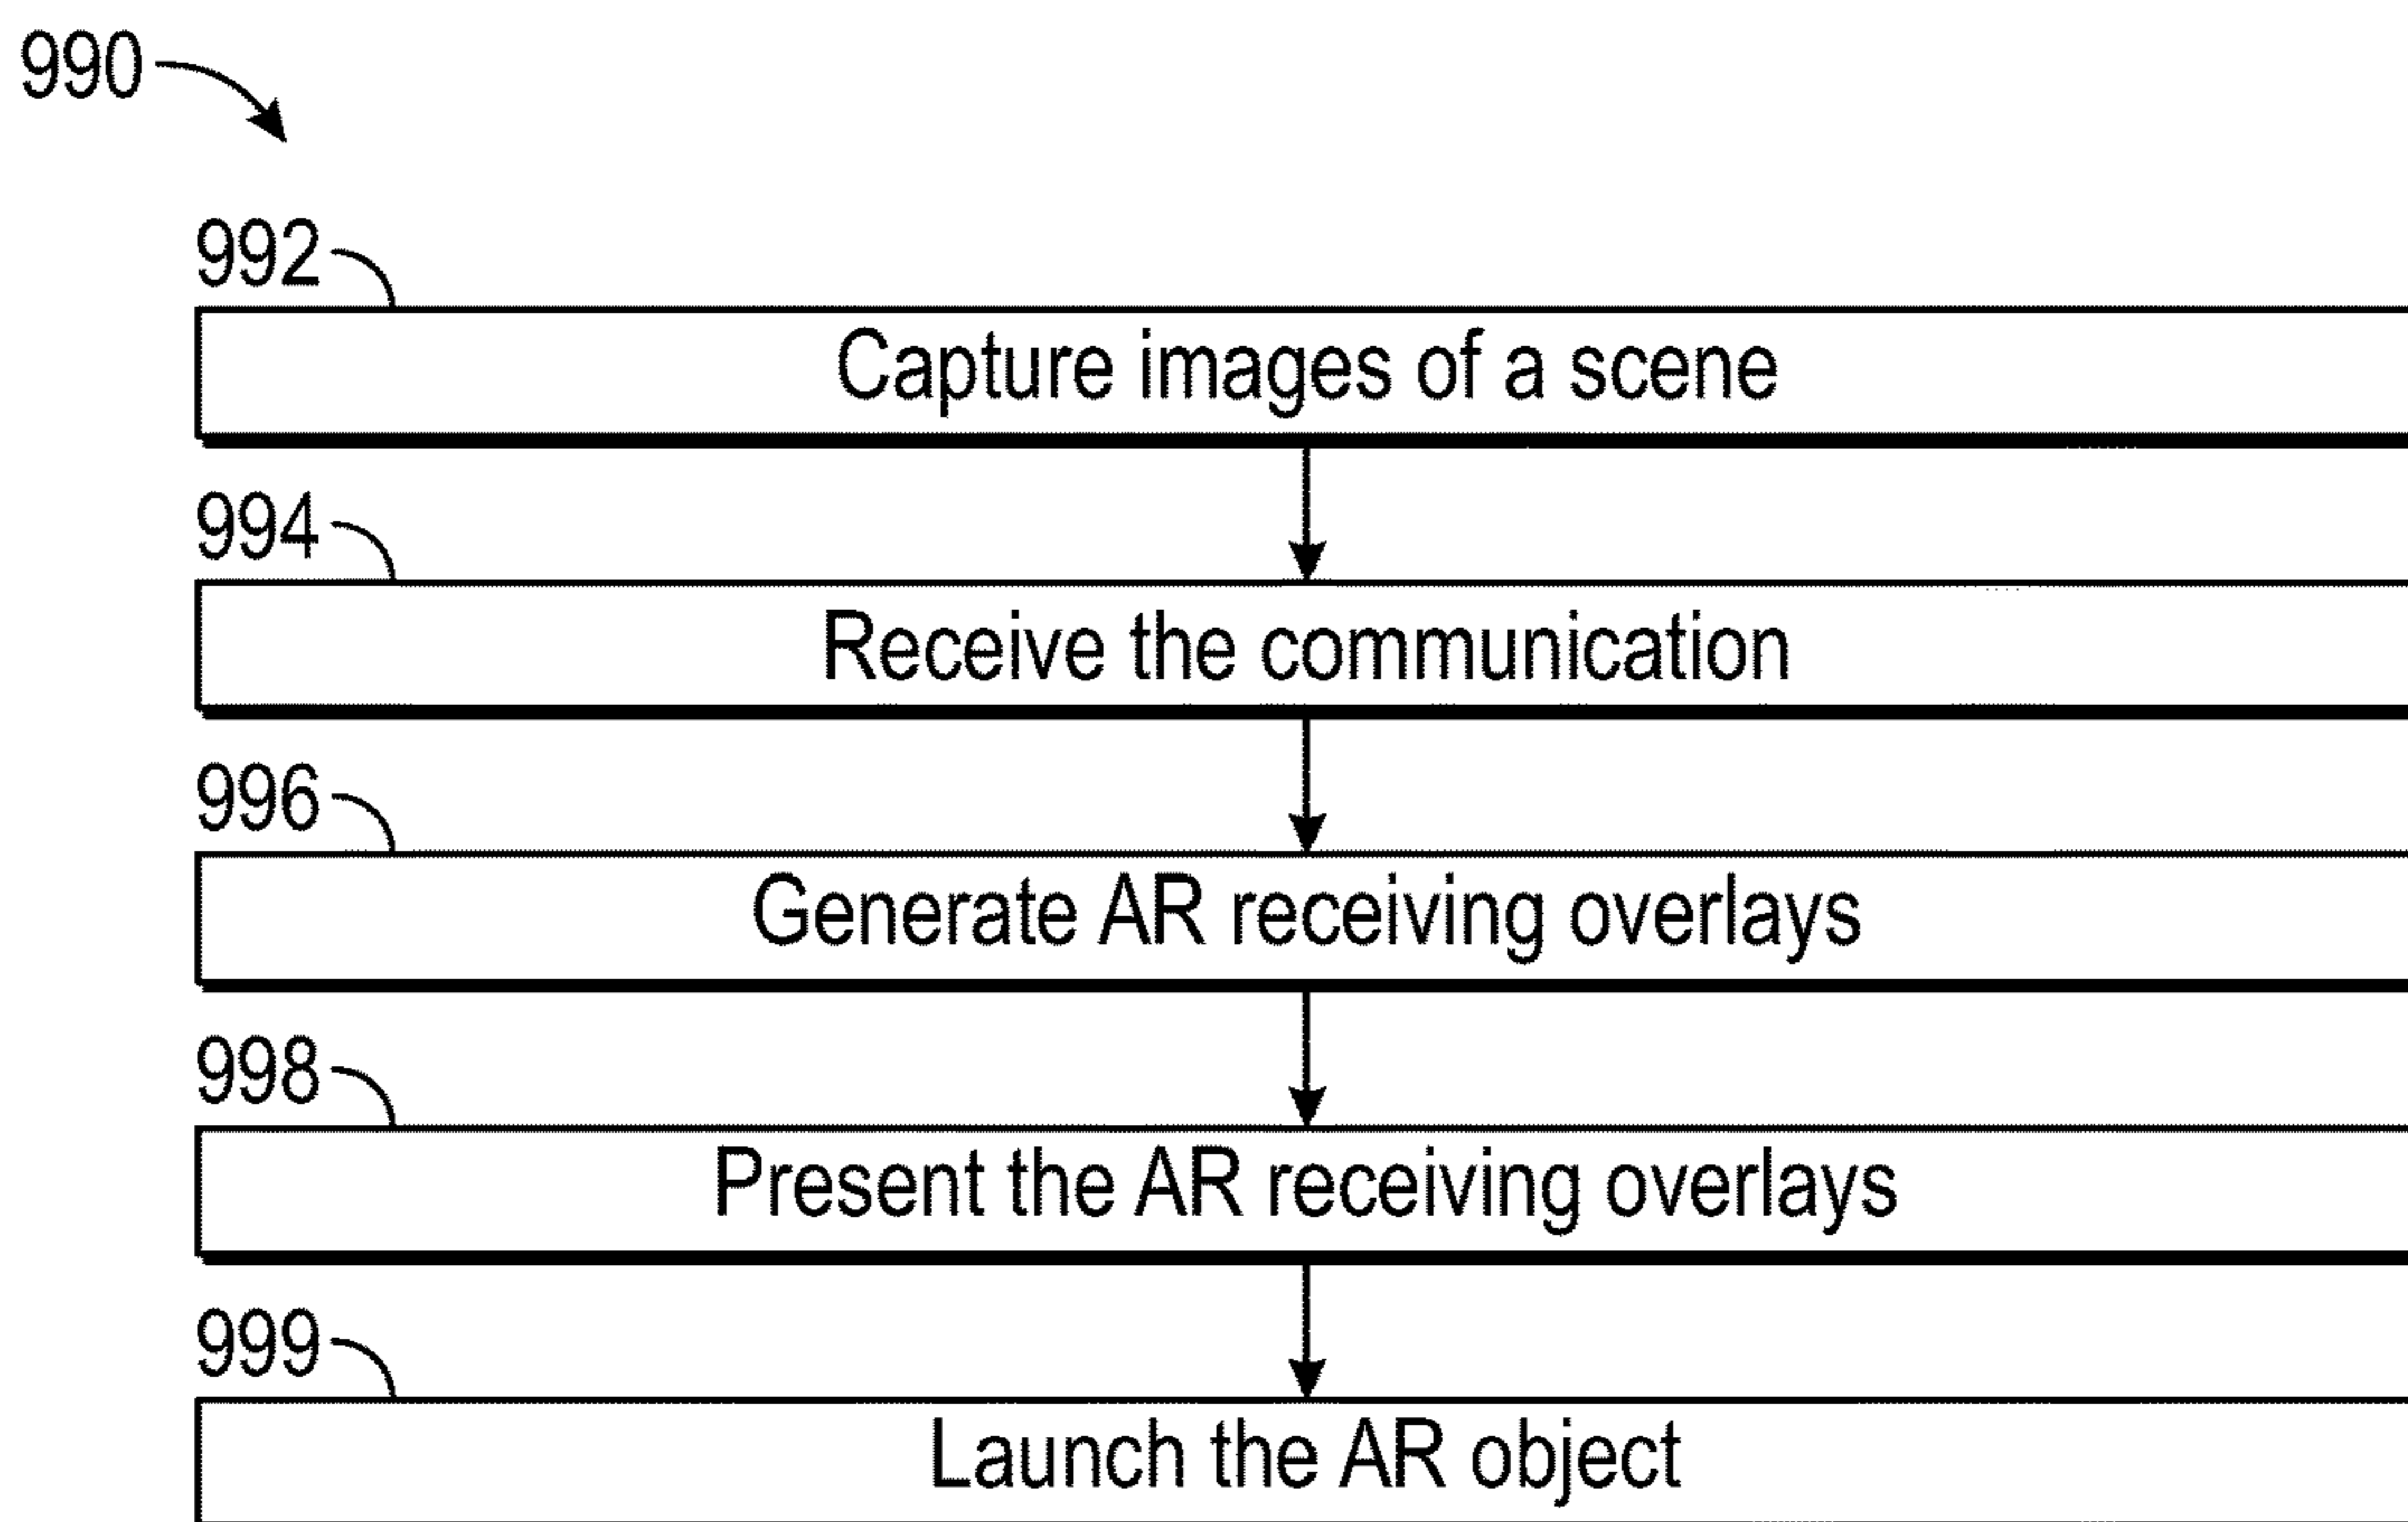 990
992
Capture images of a scene
994
Receive the communication
996
Generate AR receiving overlays
998
Present the AR receiving overlays
999
Launch the AR object